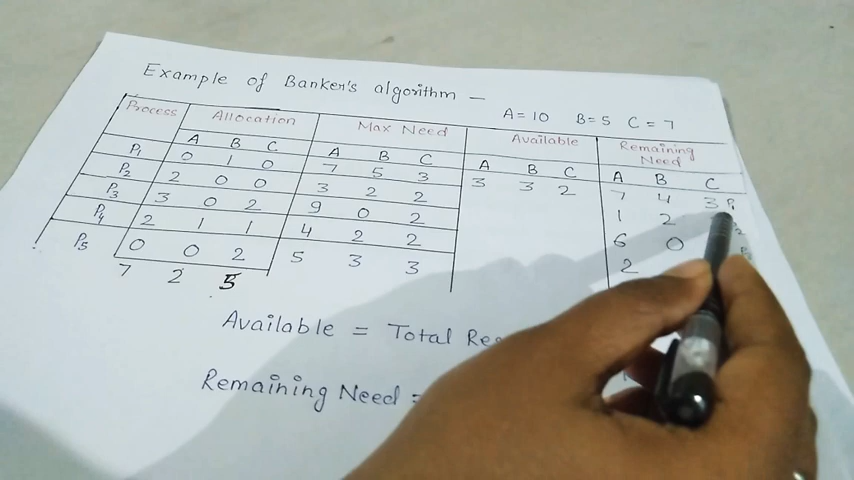 Example of Banker's algorithm -
A=10 B=5 C=7
Process Allocation Max Need Available Remaining Need
A B C A B C A B C A B C
P1 0 1 0 7 5 3 3 3 2 7 4 3 P1
P2 2 0 0 3 2 2 1 2
P3 3 0 2 9 0 2 6 0
P4 2 1 1 4 2 2 2
P5 0 0 2 5 3 3
7 2 5
Available = Total
Remaining Need =